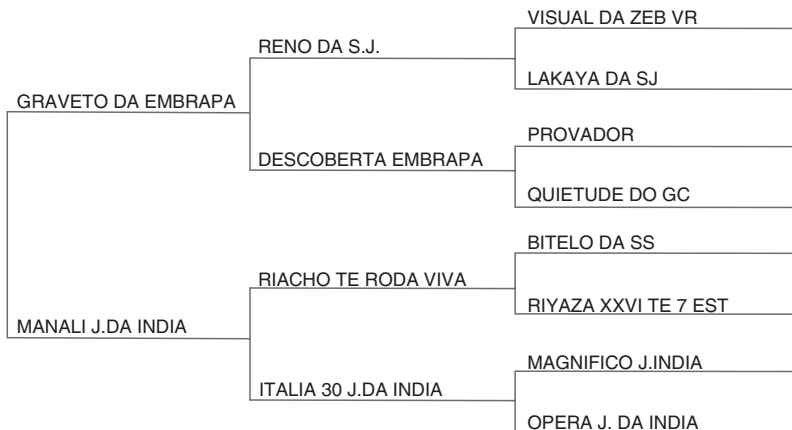 VISUAL DA ZEB VR
RENO DA S.J.
LAKAYA DA SJ
GRAVETO DA EMBRAPA
PROVADOR
DESCOBERTA EMBRAPA
QUIETUDE DO GC
BITELO DA SS
RIACHO TE RODA VIVA
RIYAZA XXVI TE 7 EST
MANALI J.DA INDIA
MAGNIFICO J.INDIA
ITALIA 30 J.DA INDIA
OPERA J. DA INDIA